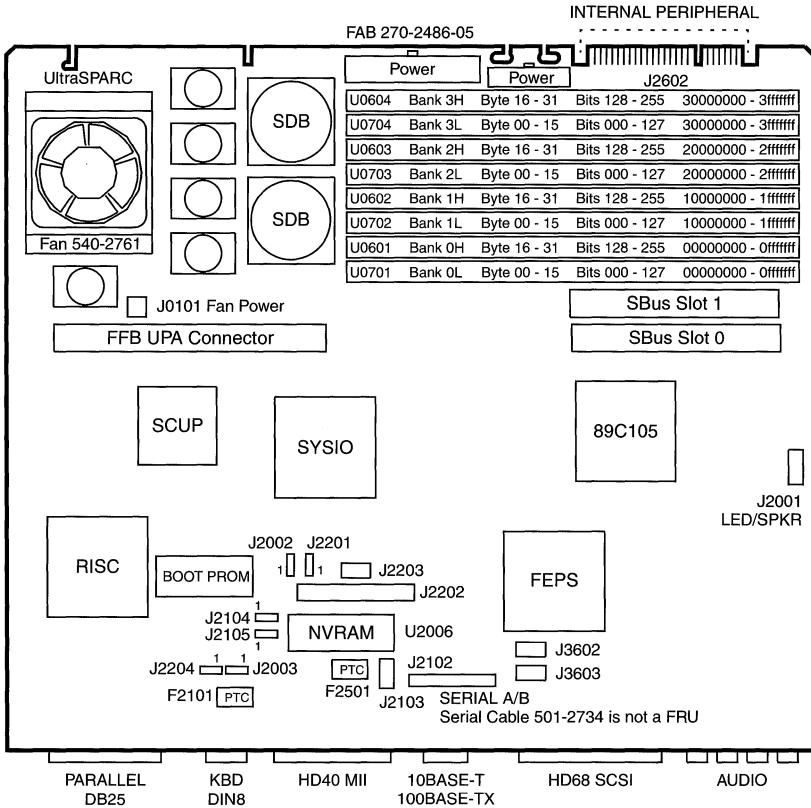 INTERNAL PERIPHERAL
FAB 270-2486-05
UltraSPARC
Power
Power
J2602
SDB
SDB
U0604 Bank 3H Byte 16 - 31 Bits 128 - 255 30000000 - 3fffffff
U0704 Bank 3L Byte 00 - 15 Bits 000 - 127 30000000 - 3fffffff
U0603 Bank 2H Byte 16 - 31 Bits 128 - 255 20000000 - 2fffffff
U0703 Bank 2L Byte 00 - 15 Bits 000 - 127 20000000 - 2fffffff
U0602 Bank 1H Byte 16 - 31 Bits 128 - 255 10000000 - 1fffffff
U0702 Bank 1L Byte 00 - 15 Bits 000 - 127 10000000 - 1fffffff
U0601 Bank 0H Byte 16 - 31 Bits 128 - 255 00000000 - 0fffffff
U0701 Bank 0L Byte 00 - 15 Bits 000 - 127 00000000 - 0fffffff
Fan 540-2761
J0101 Fan Power
SBus Slot 1
FFB UPA Connector
SBus Slot 0
SCUP
SYSIO
89C105
J2001
LED/SPKR
RISC
BOOT PROM
J2002
J2201
1
1
J2203
J2202
FEPS
1
J2104
J2105
1
NVRAM
U2006
J3602
J3603
J2204
1
1
J2003
F2101
PTC
PTC
F2501
J2103
J2102
SERIAL A/B
Serial Cable 501-2734 is not a FRU
PARALLEL
DB25
KBD
DIN8
HD40 MII
10BASE-T
100BASE-TX
HD68 SCSI
AUDIO